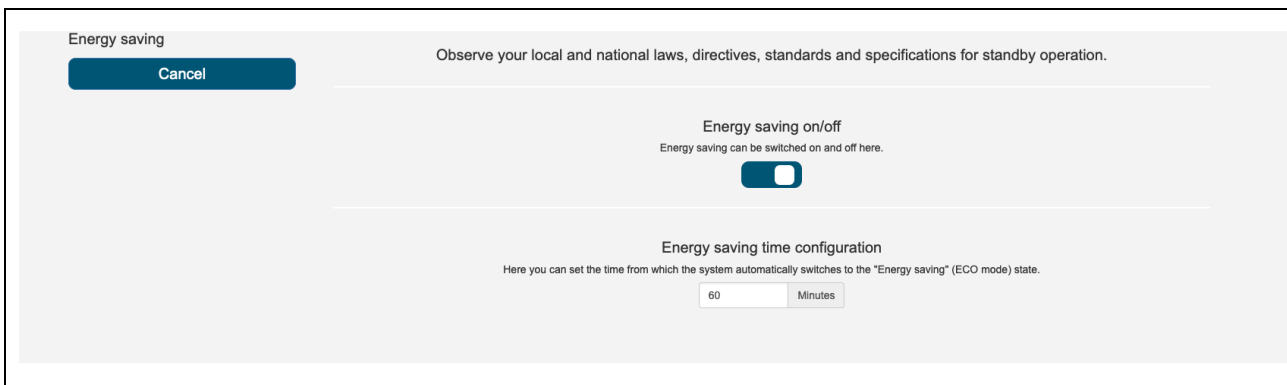 Energy saving
Cancel
Observe your local and national laws, directives, standards and specifications for standby operation.
Energy saving on/off
Energy saving can be switched on and off here.
Energy saving time configuration
Here you can set the time from which the system automatically switches to the "Energy saving" (ECO mode) state.
60 Minutes